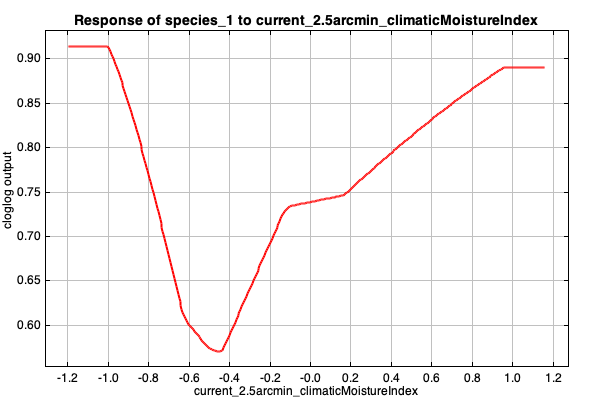 Response of species_1 to current_2.5arcmin_climaticMoistureIndex
cloglog output
0.90
0.85
0.80
0.75
0.70
0.65
0.60
-1.2 -1.0 -0.8 -0.6 -0.4 -0.2 -0.0 0.2 0.4 0.6 0.8 1.0 1.2
current_2.5arcmin_climaticMoistureIndex